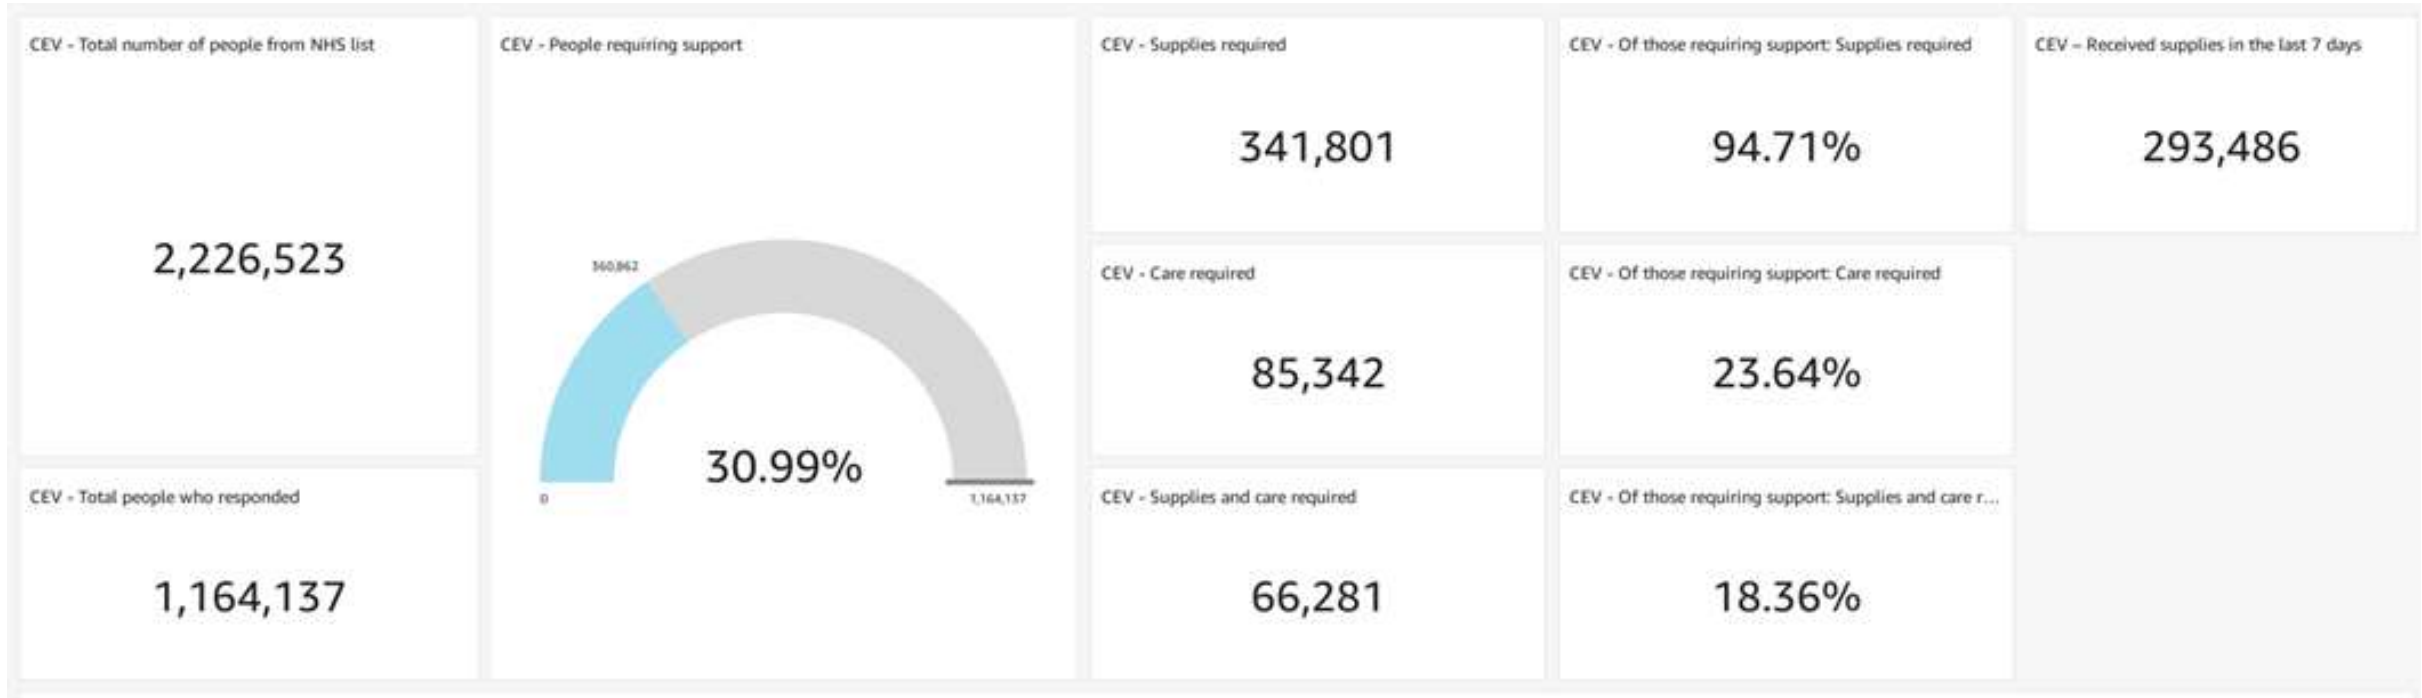 CEV - Total number of people from NHS list
2,226,523
CEV - Total people who responded
1,164,137
CEV - People requiring support
360,862
30.99%
0
1,164,137
CEV - Supplies required
341,801
CEV - Of those requiring support: Supplies required
94.71%
CEV – Received supplies in the last 7 days
293,486
CEV - Care required
85,342
CEV - Of those requiring support: Care required
23.64%
CEV - Supplies and care required
66,281
CEV - Of those requiring support: Supplies and care r...
18.36%